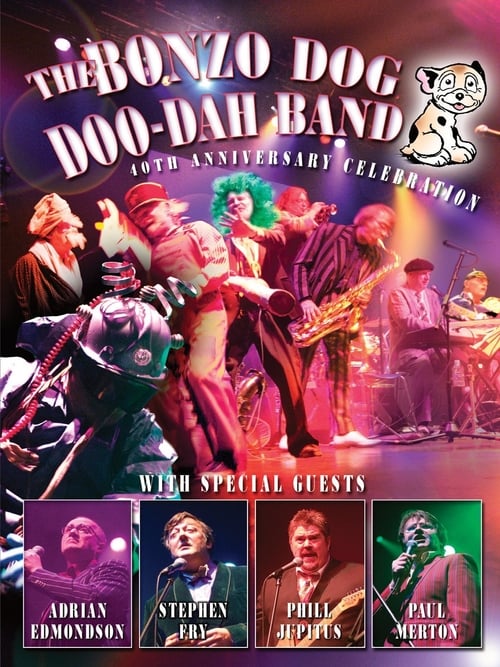 THE BONZO DOG
DOO-DAH BAND
40TH ANNIVERSARY CELEBRATION
WITH SPECIAL GUESTS
ADRIAN
EDMONDSON
STEPHEN
FRY
PHILL
JUPITUS
PAUL
MERTON